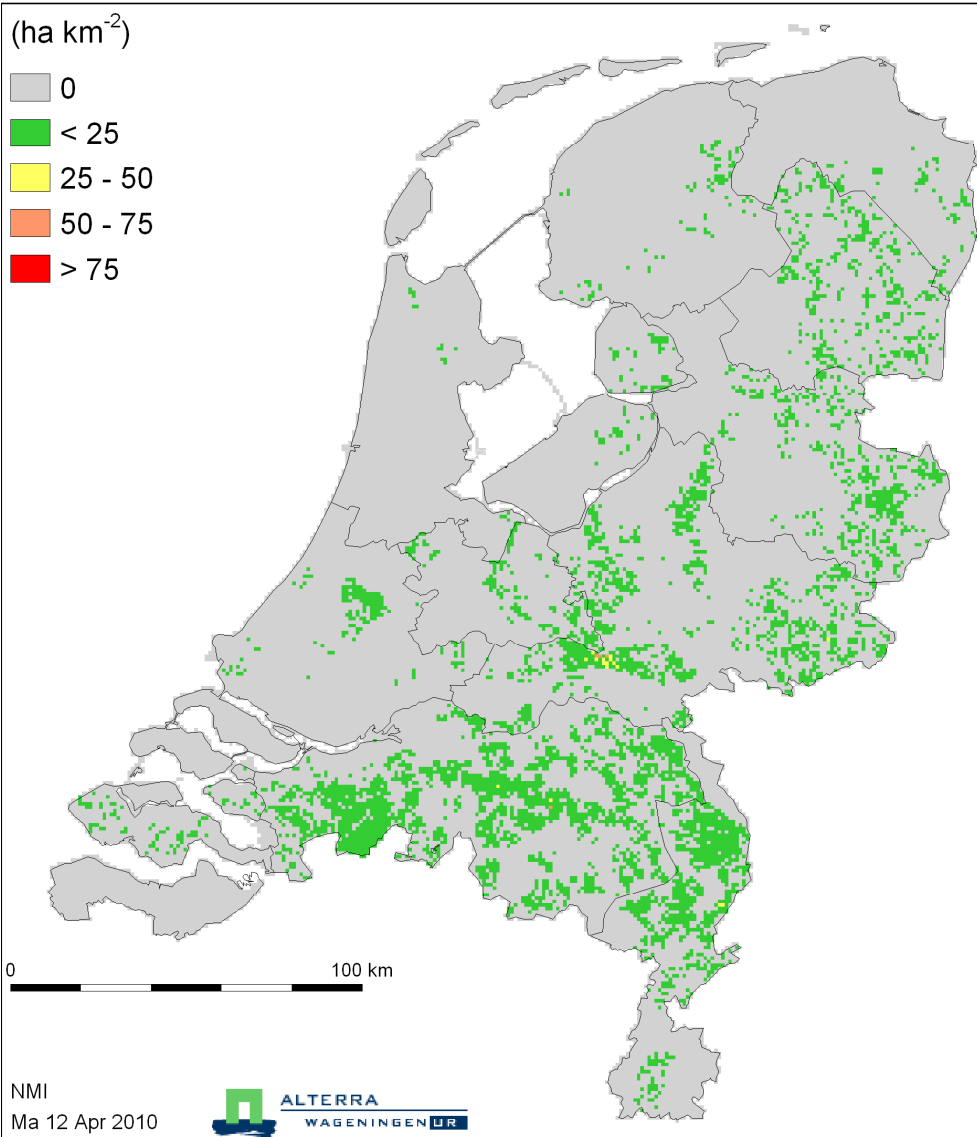 (ha km-2)
0
< 25
25 - 50
50 - 75
> 75
0 100 km
NMI
Ma 12 Apr 2010
ALTERRA
WAGENINGEN UR